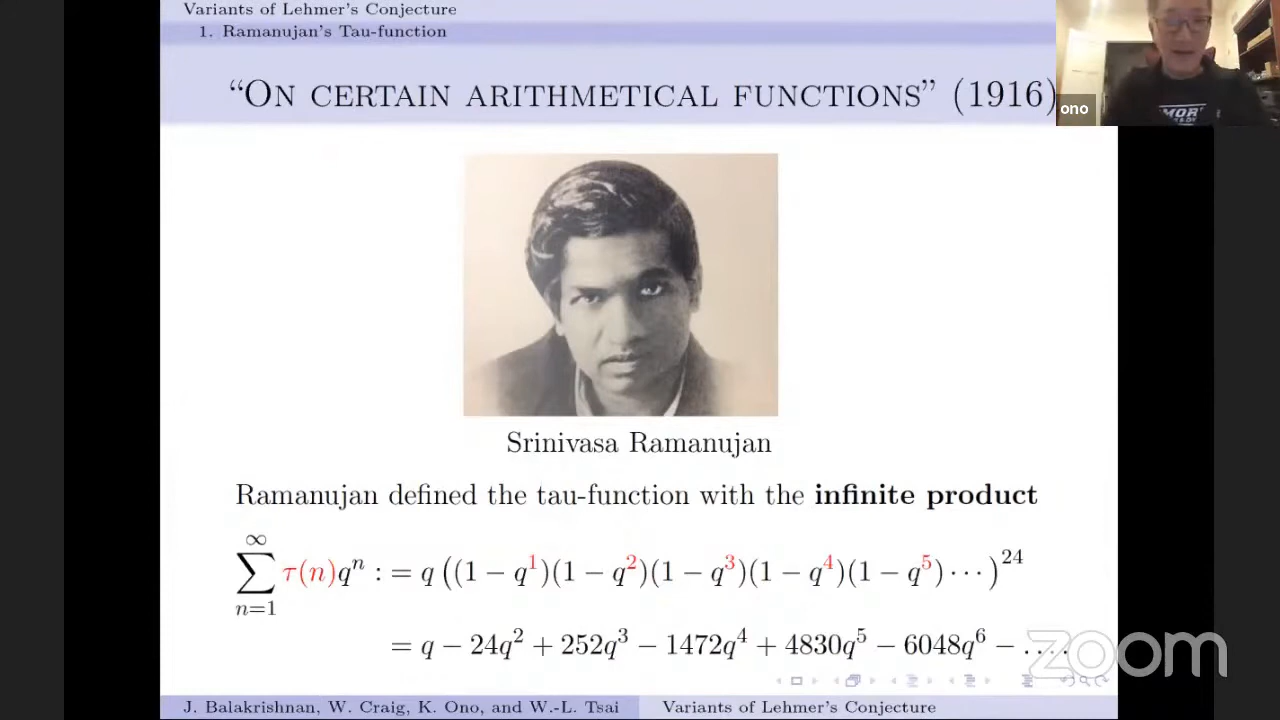 Variants of Lehmer's Conjecture
1. Ramanujan's Tau-function
"ON CERTAIN ARITHMETICAL FUNCTIONS" (1916)
ono
Srinivasa Ramanujan
Ramanujan defined the tau-function with the infinite product
∞
∑ τ(n)qⁿ := q ((1 − q¹)(1 − q²)(1 − q³)(1 − q⁴)(1 − q⁵) ⋯ )²⁴
n=1
= q − 24q² + 252q³ − 1472q⁴ + 4830q⁵ − 6048q⁶ − ....
zoom
J. Balakrishnan, W. Craig, K. Ono, and W.-L. Tsai
Variants of Lehmer's Conjecture